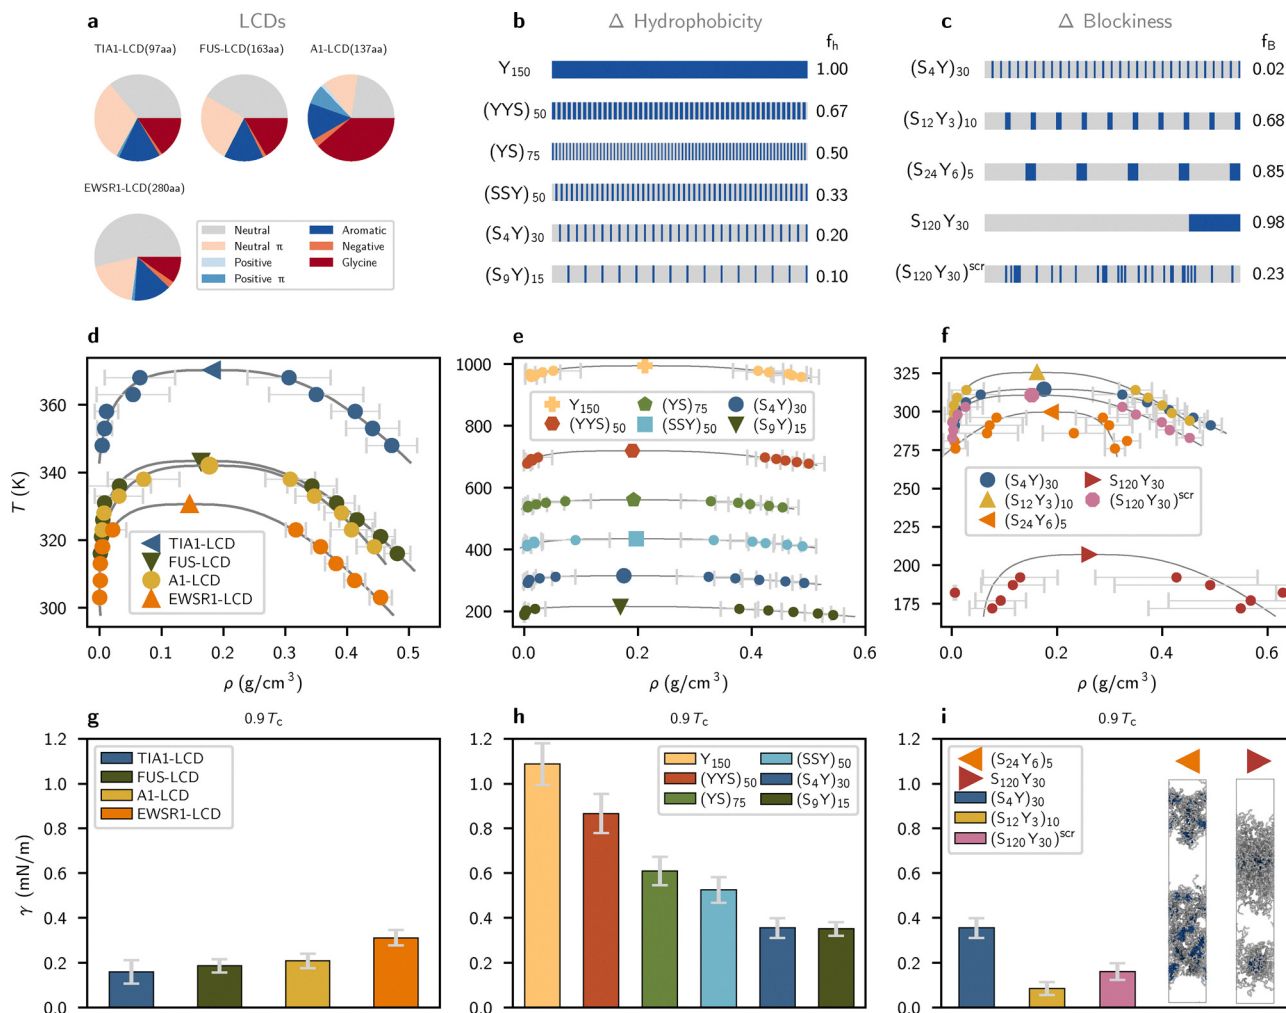 a LCDs
TIA1-LCD(97aa) FUS-LCD(163aa) A1-LCD(137aa)
EWSR1-LCD(280aa)
Neutral
Neutral π
Positive
Positive π
Aromatic
Negative
Glycine
b Δ Hydrophobicity
fₕ
Y₁₅₀ 1.00
(YYS)₅₀ 0.67
(YS)₇₅ 0.50
(SSY)₅₀ 0.33
(S₄Y)₃₀ 0.20
(S₉Y)₁₅ 0.10
c Δ Blockiness
f_B
(S₄Y)₃₀ 0.02
(S₁₂Y₃)₁₀ 0.68
(S₂₄Y₆)₅ 0.85
S₁₂₀Y₃₀ 0.98
(S₁₂₀Y₃₀)ˢᶜʳ 0.23
d
T (K)
360
340
320
300
TIA1-LCD
FUS-LCD
A1-LCD
EWSR1-LCD
0.0 0.1 0.2 0.3 0.4 0.5
ρ (g/cm³)
e
1000
800
600
400
200
Y₁₅₀ (YS)₇₅ (S₄Y)₃₀
(YYS)₅₀ (SSY)₅₀ (S₉Y)₁₅
0.0 0.2 0.4 0.6
ρ (g/cm³)
f
325
300
275
250
225
200
175
(S₄Y)₃₀ S₁₂₀Y₃₀
(S₁₂Y₃)₁₀ (S₁₂₀Y₃₀)ˢᶜʳ
(S₂₄Y₆)₅
0.0 0.2 0.4 0.6
ρ (g/cm³)
g 0.9T_c
γ (mN/m)
1.2
1.0
0.8
0.6
0.4
0.2
0.0
TIA1-LCD
FUS-LCD
A1-LCD
EWSR1-LCD
h 0.9T_c
1.2
1.0
0.8
0.6
0.4
0.2
0.0
Y₁₅₀ (SSY)₅₀
(YYS)₅₀ (S₄Y)₃₀
(YS)₇₅ (S₉Y)₁₅
i 0.9T_c
1.2
1.0
0.8
0.6
0.4
0.2
0.0
(S₂₄Y₆)₅
S₁₂₀Y₃₀
(S₄Y)₃₀
(S₁₂Y₃)₁₀
(S₁₂₀Y₃₀)ˢᶜʳ